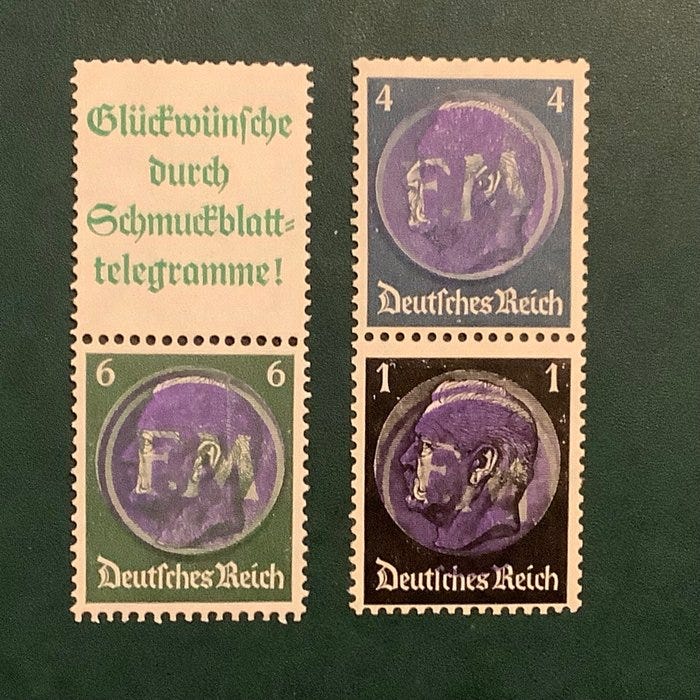 Glückwünſche
durch
Schmuckblatt=
telegramme!
6 6
F.M
Deutſches Reich
4 4
F.M
Deutſches Reich
1 1
F
Deutſches Reich